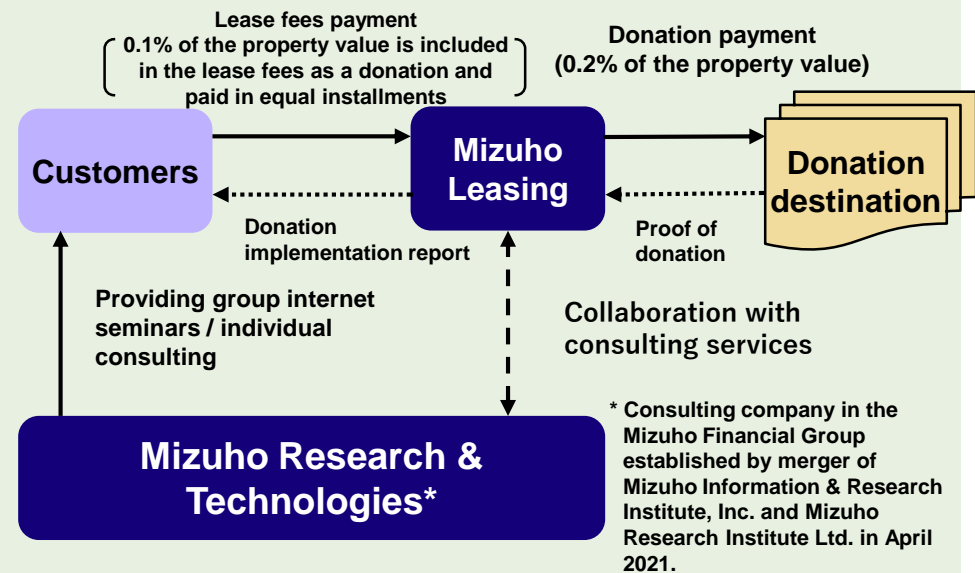 Lease fees payment
0.1% of the property value is included
in the lease fees as a donation and
paid in equal installments
Donation payment
(0.2% of the property value)
Customers
Mizuho
Leasing
Donation
destination
Donation
implementation report
Proof of
donation
Providing group internet
seminars / individual
consulting
Collaboration with
consulting services
Mizuho Research &
Technologies*
* Consulting company in the
Mizuho Financial Group
established by merger of
Mizuho Information & Research
Institute, Inc. and Mizuho
Research Institute Ltd. in April
2021.